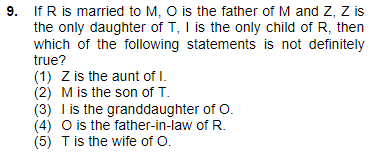 9. If R is married to M, O is the father of M and Z, Z is
the only daughter of T, I is the only child of R, then
which of the following statements is not definitely
true?
(1) Z is the aunt of I.
(2) M is the son of T.
(3) I is the granddaughter of O.
(4) O is the father-in-law of R.
(5) T is the wife of O.